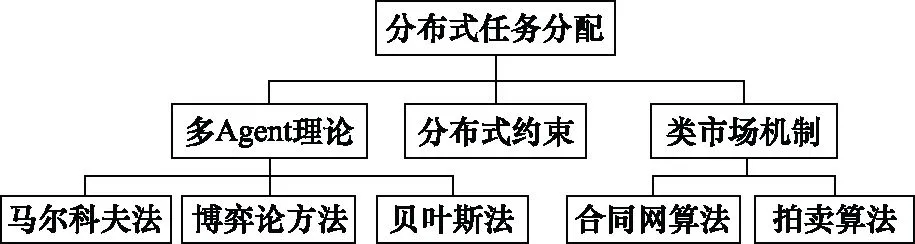 分布式任务分配
多Agent理论
分布式约束
类市场机制
马尔科夫法
博弈论方法
贝叶斯法
合同网算法
拍卖算法